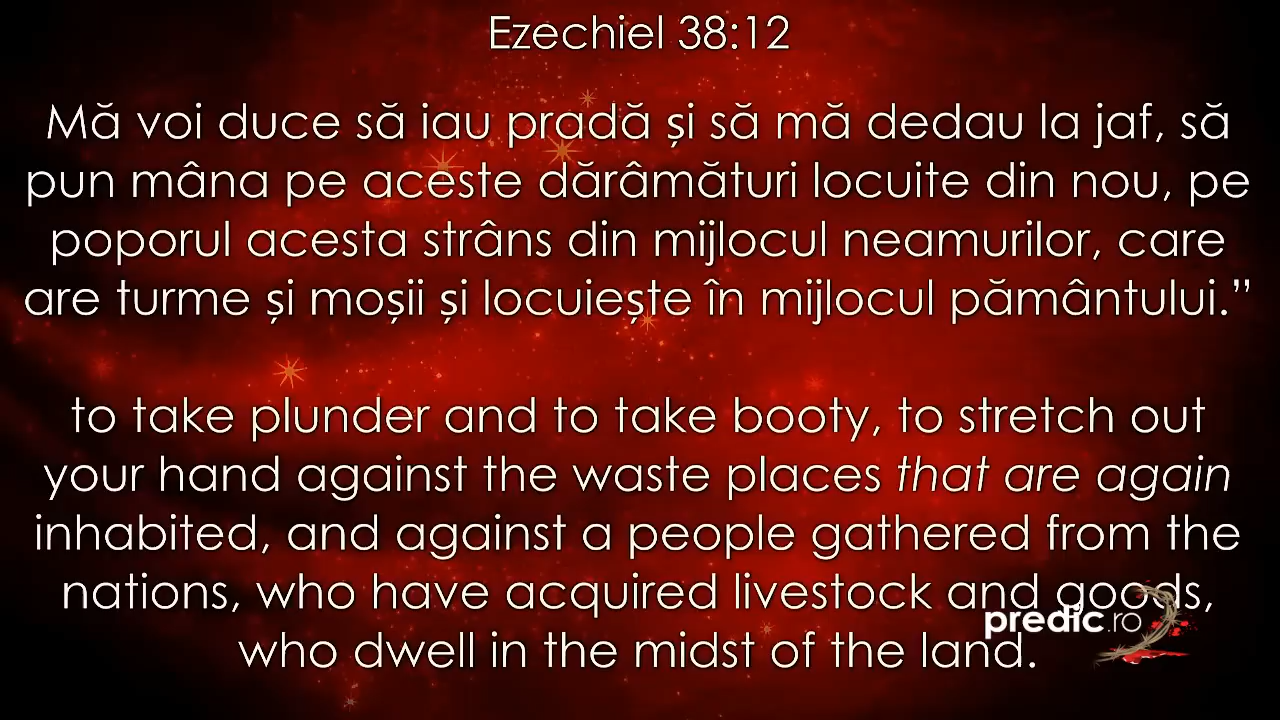 Ezechiel 38:12
Mă voi duce să iau pradă și să mă dedau la jaf, să
pun mâna pe aceste dărâmături locuite din nou, pe
poporul acesta strâns din mijlocul neamurilor, care
are turme și moșii și locuiește în mijlocul pământului.”
to take plunder and to take booty, to stretch out
your hand against the waste places that are again
inhabited, and against a people gathered from the
nations, who have acquired livestock and goods,
predic.ro
who dwell in the midst of the land.